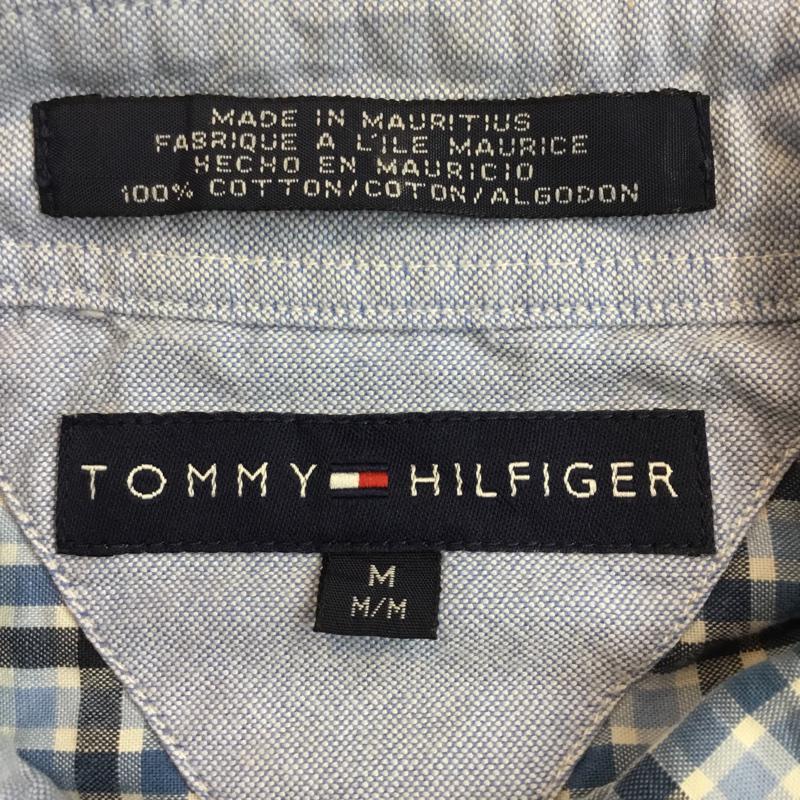 MADE IN MAURITIUS
FABRIQUE A L'ILE MAURICE
HECHO EN MAURICIO
100% COTTON/COTON/ALGODON
TOMMY HILFIGER
M
M/M